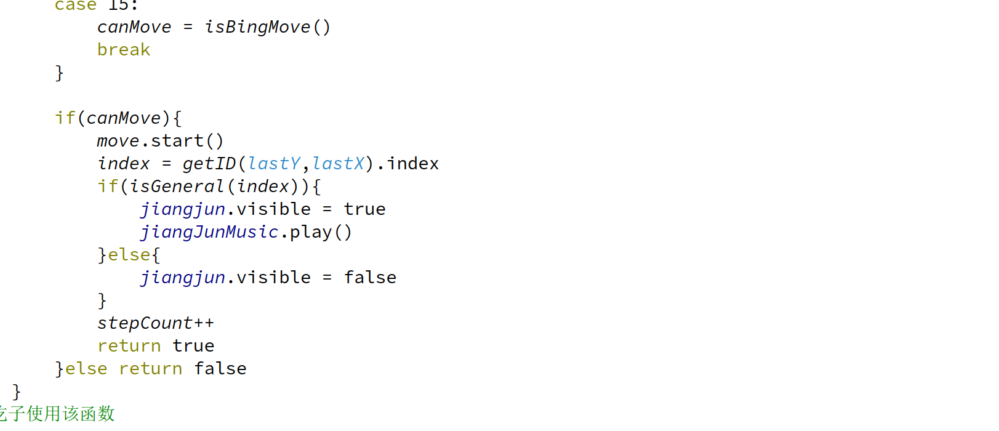 case 15:
canMove = isBingMove()
break
}
if(canMove){
move.start()
index = getID(lastY,lastX).index
if(isGeneral(index)){
jiangjun.visible = true
jiangJunMusic.play()
}else{
jiangjun.visible = false
}
stepCount++
return true
}else return false
}
吃子使用该函数